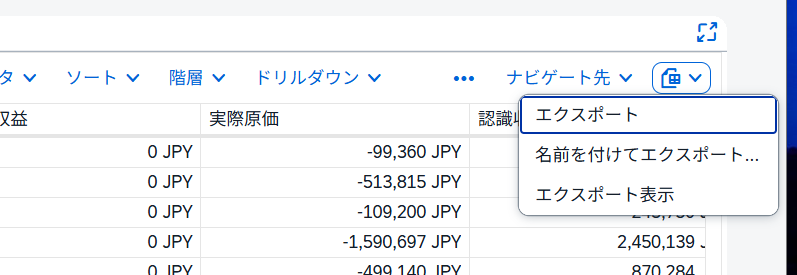 タ ソート 階層 ドリルダウン ••• ナビゲート先
収益 実際原価 認識
エクスポート
名前を付けてエクスポート...
エクスポート表示
0 JPY -99,360 JPY
0 JPY -513,815 JPY
0 JPY -109,200 JPY
0 JPY -1,590,697 JPY 2,450,139 J
0 JPY -499,140 JPY 870,284